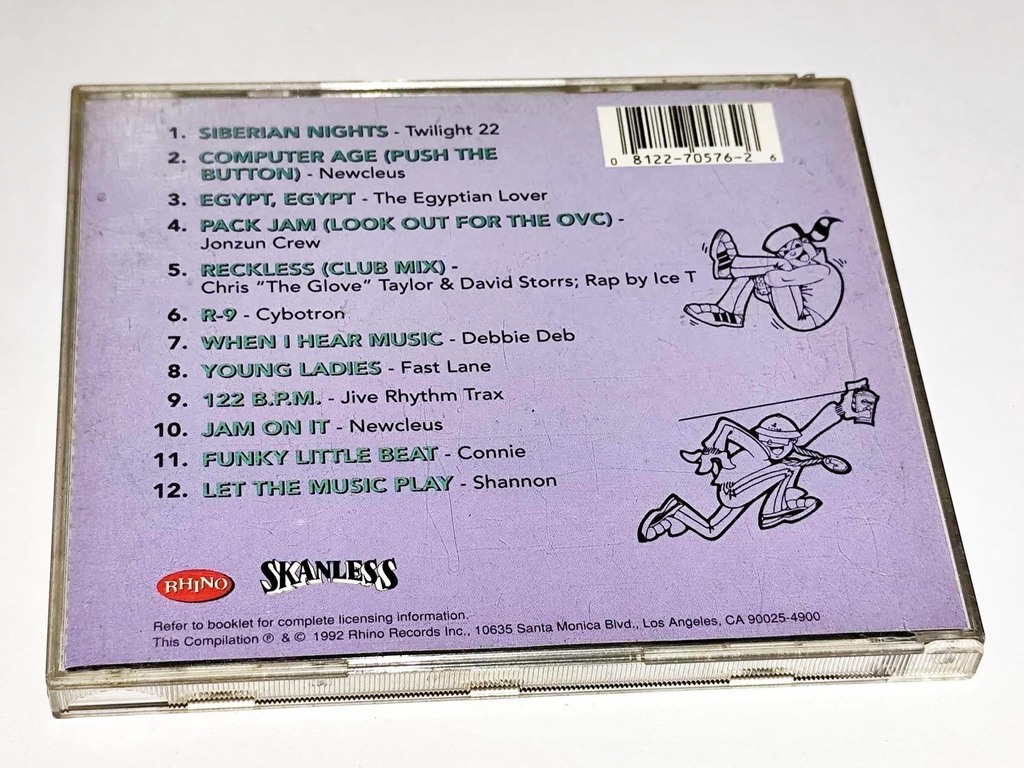 1. SIBERIAN NIGHTS - Twilight 22
2. COMPUTER AGE (PUSH THE
BUTTON) - Newcleus
3. EGYPT, EGYPT - The Egyptian Lover
4. PACK JAM (LOOK OUT FOR THE OVC) -
Jonzun Crew
5. RECKLESS (CLUB MIX) -
Chris "The Glove" Taylor & David Storrs; Rap by Ice T
6. R-9 - Cybotron
7. WHEN I HEAR MUSIC - Debbie Deb
8. YOUNG LADIES - Fast Lane
9. 122 B.P.M. - Jive Rhythm Trax
10. JAM ON IT - Newcleus
11. FUNKY LITTLE BEAT - Connie
12. LET THE MUSIC PLAY - Shannon
0 8122-70576-2 6
RHINO SKANLESS
Refer to booklet for complete licensing information.
This Compilation ℗ & © 1992 Rhino Records Inc., 10635 Santa Monica Blvd., Los Angeles, CA 90025-4900